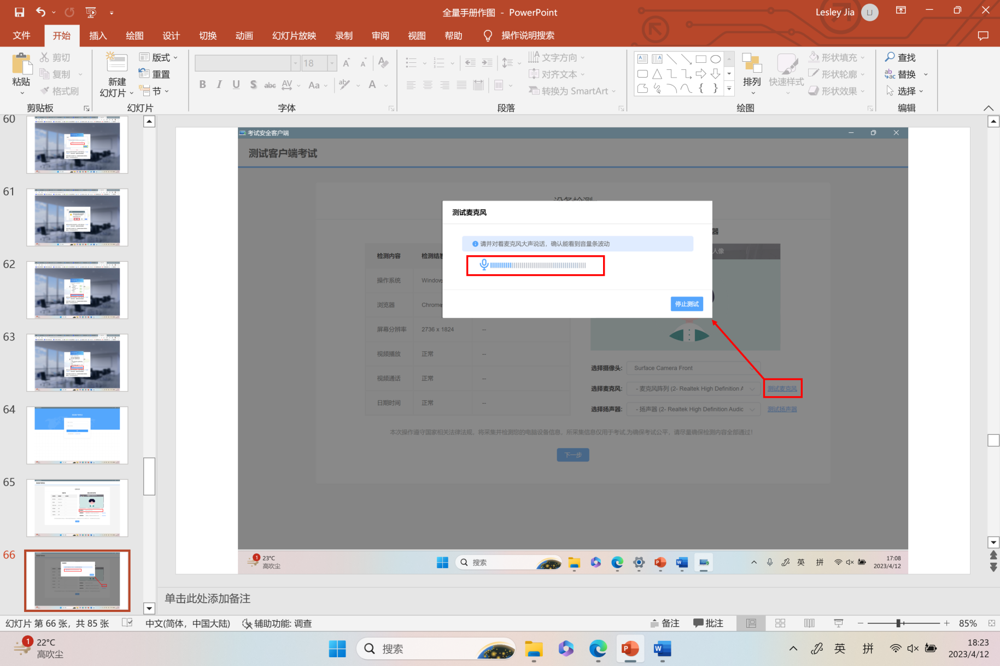 全量手册作图 - PowerPoint
Lesley Jia
LJ
文件 开始 插入 绘图 设计 切换 动画 幻灯片放映 录制 审阅 视图 帮助 操作说明搜索
粘贴
剪切
复制
格式刷
剪贴板
新建
幻灯片
版式
重置
节
幻灯片
18
字体
文字方向
对齐文本
转换为 SmartArt
段落
排列
快速样式
形状填充
形状轮廓
形状效果
绘图
查找
替换
选择
编辑
60
61
62
63
64
65
66
考试安全客户端
测试客户端考试
测试麦克风
请并对着麦克风大声说话，确认能看到音量条波动
停止测试
检测内容
操作系统
浏览器
Chrome
屏幕分辨率 2736 x 1824 --
视频播放 正常 --
视频通话 正常 --
日期时间 正常 --
器
人像
选择摄像头: Surface Camera Front
选择麦克风: - 麦克风阵列 (2- Realtek High Definition A 测试麦克风
选择扬声器: - 扬声器 (2- Realtek High Definition Audic 测试扬声器
本次操作遵守国家相关法律法规，将采集并检测您的电脑设备信息，所采集信息仅用于考试,为确保考试公平，请尽量确保检测内容全部通过！
下一步
1 23°C
高吹尘
搜索
英 拼
17:08
2023/4/12
单击此处添加备注
幻灯片 第 66 张，共 85 张 中文(简体，中国大陆) 辅助功能: 调查 备注 批注 85%
1 22°C
高吹尘
搜索
英 拼
18:23
2023/4/12